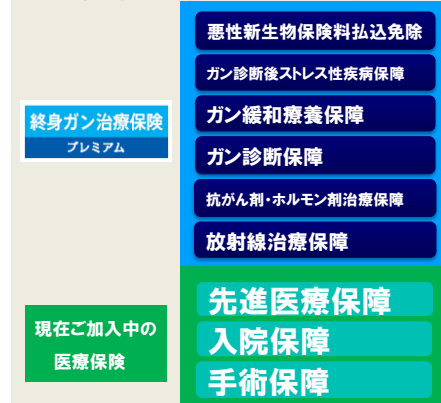 悪性新生物保険料払込免除
ガン診断後ストレス性疾病保障
終身ガン治療保険
プレミアム
ガン緩和療養保障
ガン診断保障
抗がん剤・ホルモン剤治療保障
放射線治療保障
現在ご加入中の
医療保険
先進医療保障
入院保障
手術保障